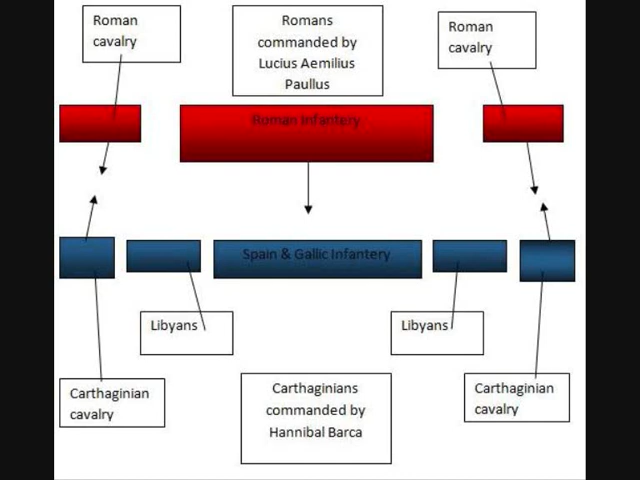 Roman
cavalry
Romans
commanded by
Lucius Aemilius
Paullus
Roman
cavalry
Roman Infantery
Spain & Gallic Infantery
Libyans
Libyans
Carthaginian
cavalry
Carthaginians
commanded by
Hannibal Barca
Carthaginian
cavalry